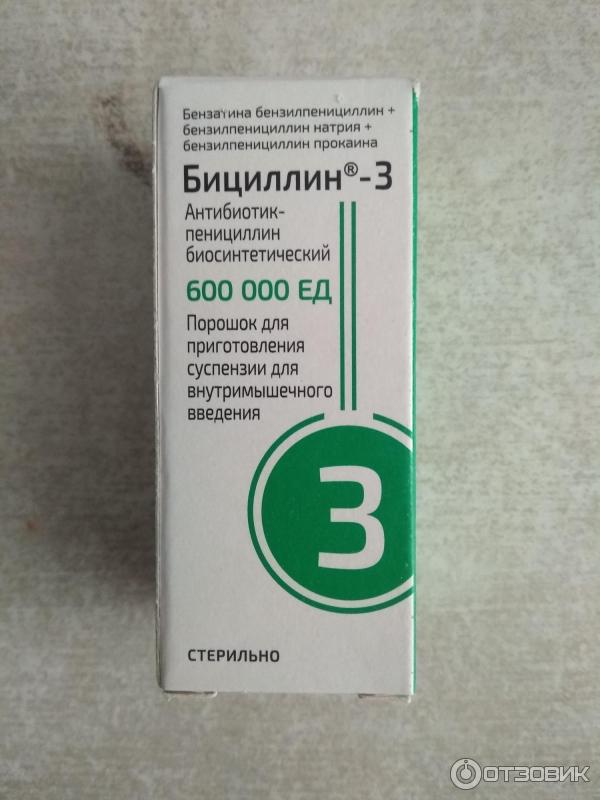 Бензатина бензилпенициллин +
бензилпенициллин натрия +
бензилпенициллин прокаина
Бициллин®-3
Антибиотик-
пенициллин
биосинтетический
600 000 ЕД
Порошок для
приготовления
суспензии для
внутримышечного
введения
3
СТЕРИЛЬНО
ОТЗОВИК